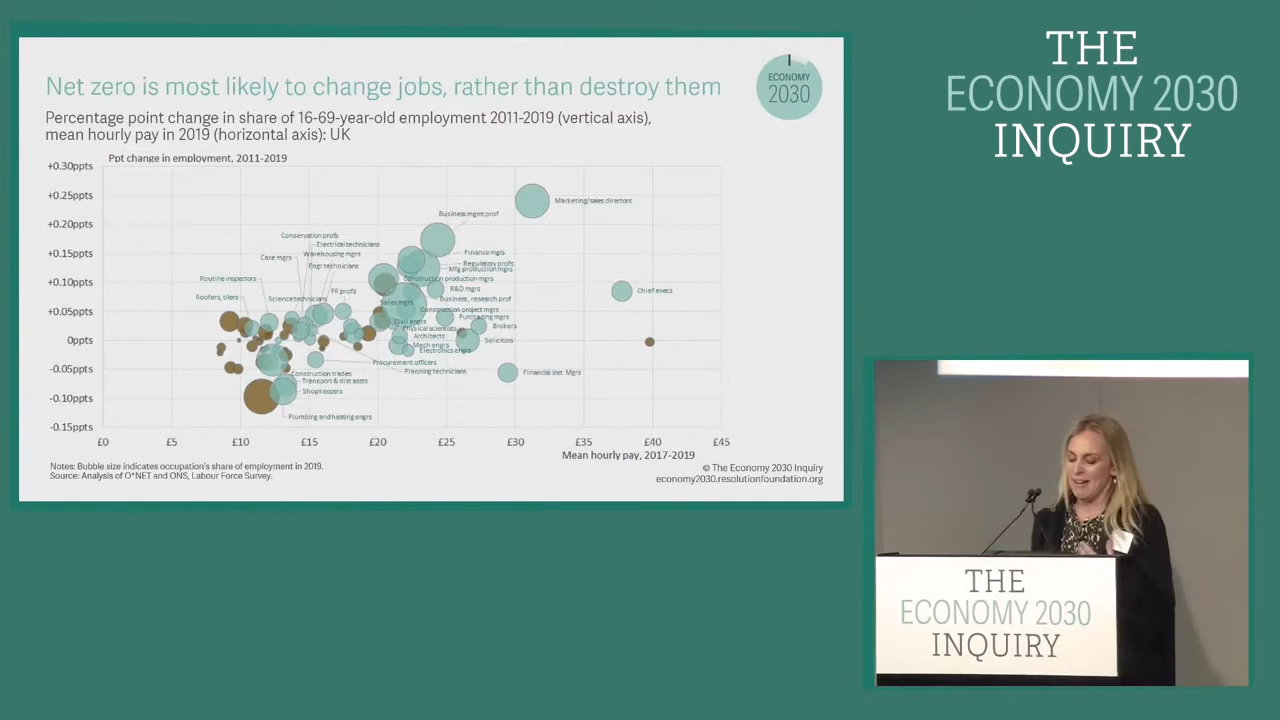 Net zero is most likely to change jobs, rather than destroy them
ECONOMY
2030
Percentage point change in share of 16-69-year-old employment 2011-2019 (vertical axis),
mean hourly pay in 2019 (horizontal axis): UK
Ppt change in employment, 2011-2019
+0.30ppts
+0.25ppts
+0.20ppts
+0.15ppts
+0.10ppts
+0.05ppts
0ppts
-0.05ppts
-0.10ppts
-0.15ppts
Marketing/sales directors
Business mgmt prof
Conservation profs
Electrical technicians
Warehousing mgrs
Care mgrs
Engr technicians
Finance mgrs
Regulatory profs
Mfg production mgrs
Routine inspectors
Construction production mgrs
Roofers, tilers
Science technicians
PR profs
R&D mgrs
Chief execs
Business, research prof
Sales mgrs
Construction project mgrs
Purchasing mgrs
Civil engrs
Physical scientists
Brokers
Architects
Solicitors
Mech engrs
Electronics engrs
Procurement officers
Planning technicians
Financial inst. Mgrs
Construction trades
Transport & dist assts
Shopkeepers
Plumbing and heating engrs
£0 £5 £10 £15 £20 £25 £30 £35 £40 £45
Mean hourly pay, 2017-2019
Notes: Bubble size indicates occupation's share of employment in 2019.
Source: Analysis of O*NET and ONS, Labour Force Survey.
© The Economy 2030 Inquiry
economy2030.resolutionfoundation.org
THE
ECONOMY 2030
INQUIRY
THE
ECONOMY 2030
INQUIRY